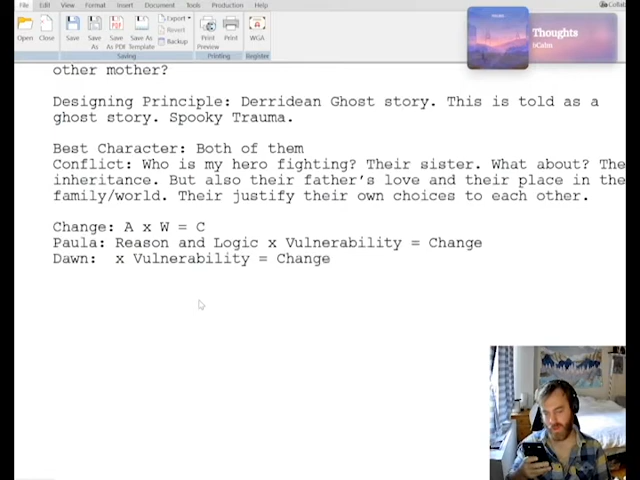 File Edit View Format Document Tools Production Help
Collab
Open Close Save Save As Save As PDF Save As Template Export Revert Backup Print Preview Print WGA
Saving Printing Register
Thoughts
other mother?
Designing Principle: Derridean Ghost story. This is told as a
ghost story. Spooky Trauma.
Best Character: Both of them
Conflict: Who is my hero fighting? Their sister. What about? The
inheritance. But also their father's love and their place in the
family/world. Their justify their own choices to each other.
Change: A x W = C
Paula: Reason and Logic x Vulnerability = Change
Dawn:  x Vulnerability = Change